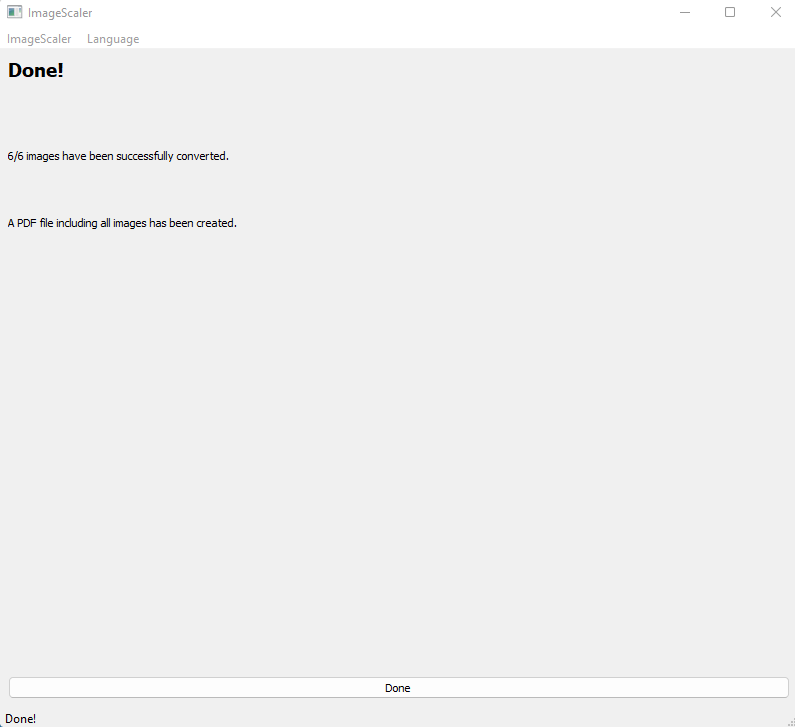 ImageScaler
ImageScaler Language
Done!
6/6 images have been successfully converted.
A PDF file including all images has been created.
Done
Done!